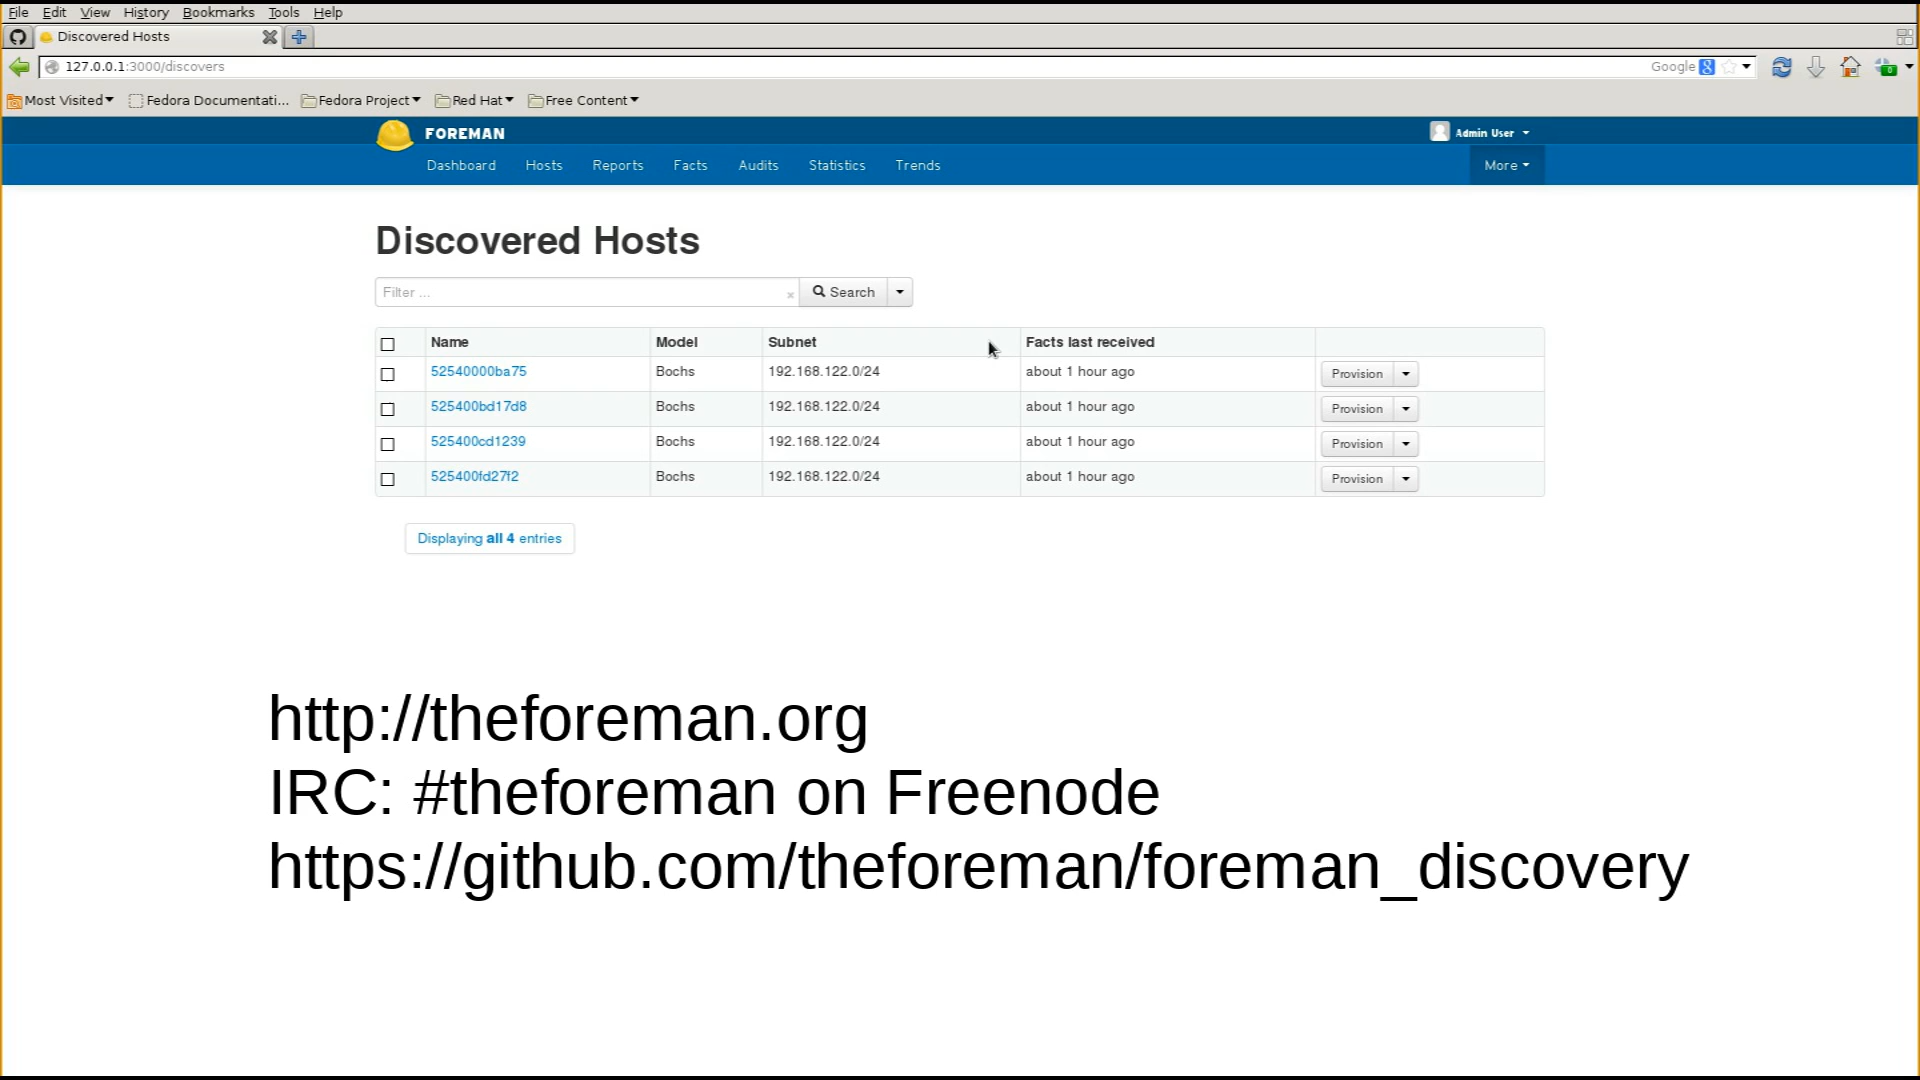 File Edit View History Bookmarks Tools Help
Discovered Hosts
127.0.0.1:3000/discovers Google 8
Most Visited Fedora Documentati... Fedora Project Red Hat Free Content
FOREMAN Admin User
Dashboard Hosts Reports Facts Audits Statistics Trends More
Discovered Hosts
Filter ... × Search
Name Model Subnet Facts last received
52540000ba75 Bochs 192.168.122.0/24 about 1 hour ago Provision
525400bd17d8 Bochs 192.168.122.0/24 about 1 hour ago Provision
525400cd1239 Bochs 192.168.122.0/24 about 1 hour ago Provision
525400fd27f2 Bochs 192.168.122.0/24 about 1 hour ago Provision
Displaying all 4 entries
http://theforeman.org
IRC: #theforeman on Freenode
https://github.com/theforeman/foreman_discovery